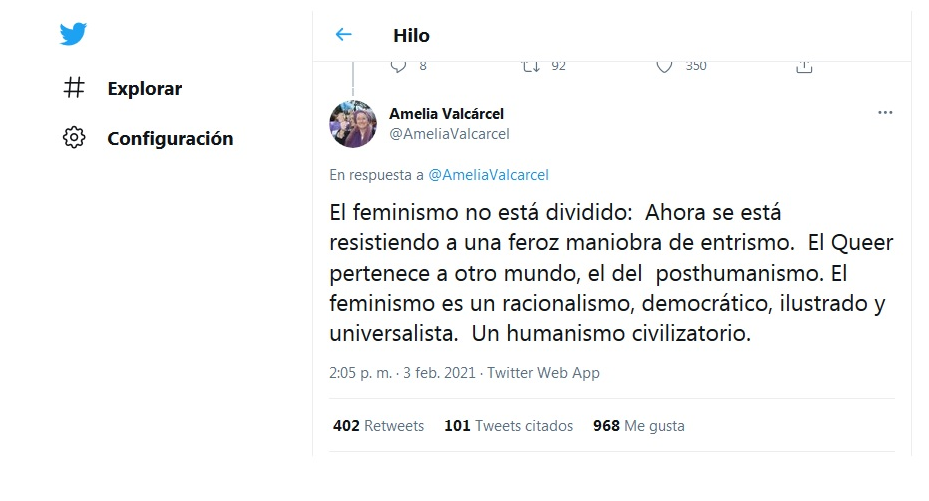 Hilo
Explorar
Configuración
8 92 350
Amelia Valcárcel
@AmeliaValcarcel
En respuesta a @AmeliaValcarcel
El feminismo no está dividido:  Ahora se está
resistiendo a una feroz maniobra de entrismo.  El Queer
pertenece a otro mundo, el del  posthumanismo. El
feminismo es un racionalismo, democrático, ilustrado y
universalista.  Un humanismo civilizatorio.
2:05 p. m. · 3 feb. 2021 · Twitter Web App
402 Retweets 101 Tweets citados 968 Me gusta